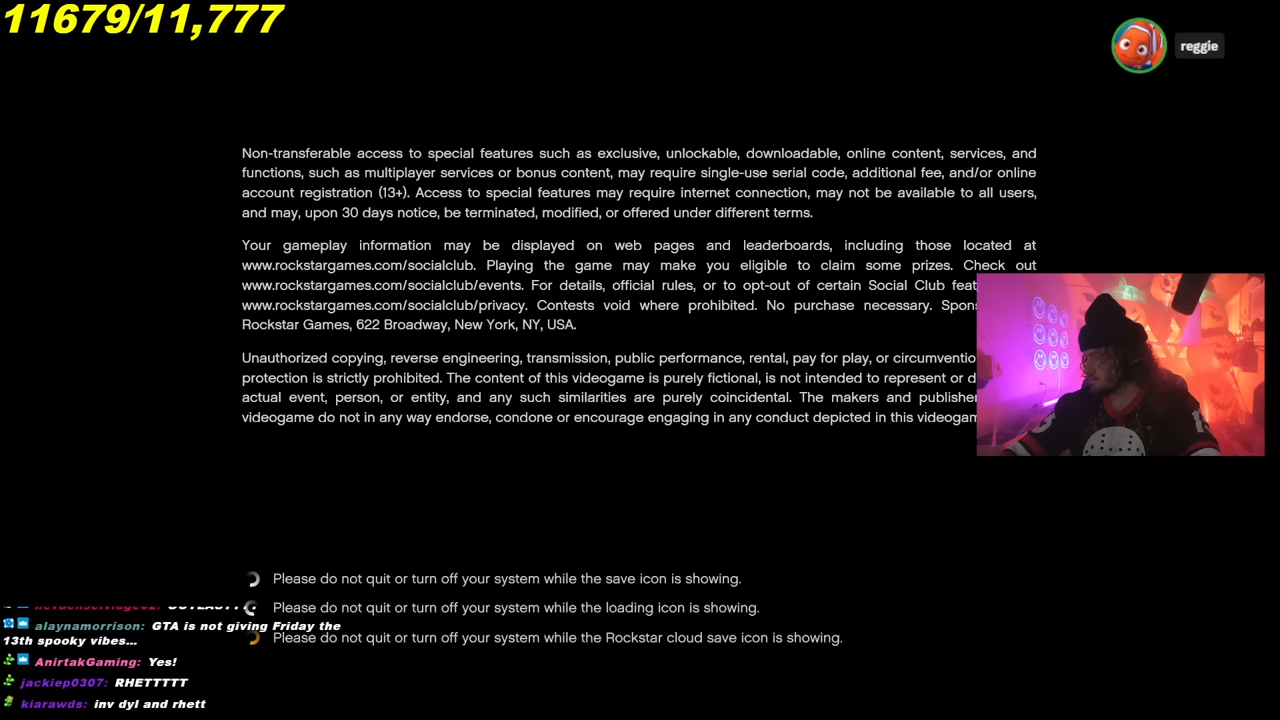 11679/11,777
reggie
Non-transferable access to special features such as exclusive, unlockable, downloadable, online content, services, and
functions, such as multiplayer services or bonus content, may require single-use serial code, additional fee, and/or online
account registration (13+). Access to special features may require internet connection, may not be available to all users,
and may, upon 30 days notice, be terminated, modified, or offered under different terms.
Your gameplay information may be displayed on web pages and leaderboards, including those located at
www.rockstargames.com/socialclub. Playing the game may make you eligible to claim some prizes. Check out
www.rockstargames.com/socialclub/events. For details, official rules, or to opt-out of certain Social Club
www.rockstargames.com/socialclub/privacy. Contests void where prohibited. No purchase necessary.
Rockstar Games, 622 Broadway, New York, NY, USA.
Unauthorized copying, reverse engineering, transmission, public performance, rental, pay for play, or
protection is strictly prohibited. The content of this videogame is purely fictional, is not intended to represent or
actual event, person, or entity, and any such similarities are purely coincidental. The makers and
videogame do not in any way endorse, condone or encourage engaging in any conduct depicted in this
Please do not quit or turn off your system while the save icon is showing.
Please do not quit or turn off your system while the loading icon is showing.
Please do not quit or turn off your system while the Rockstar cloud save icon is showing.
alaynamorrison: GTA is not giving Friday the
13th spooky vibes...
AnirtakGaming: Yes!
jackiep0307: RHETTTTT
kiarawds: inv dyl and rhett